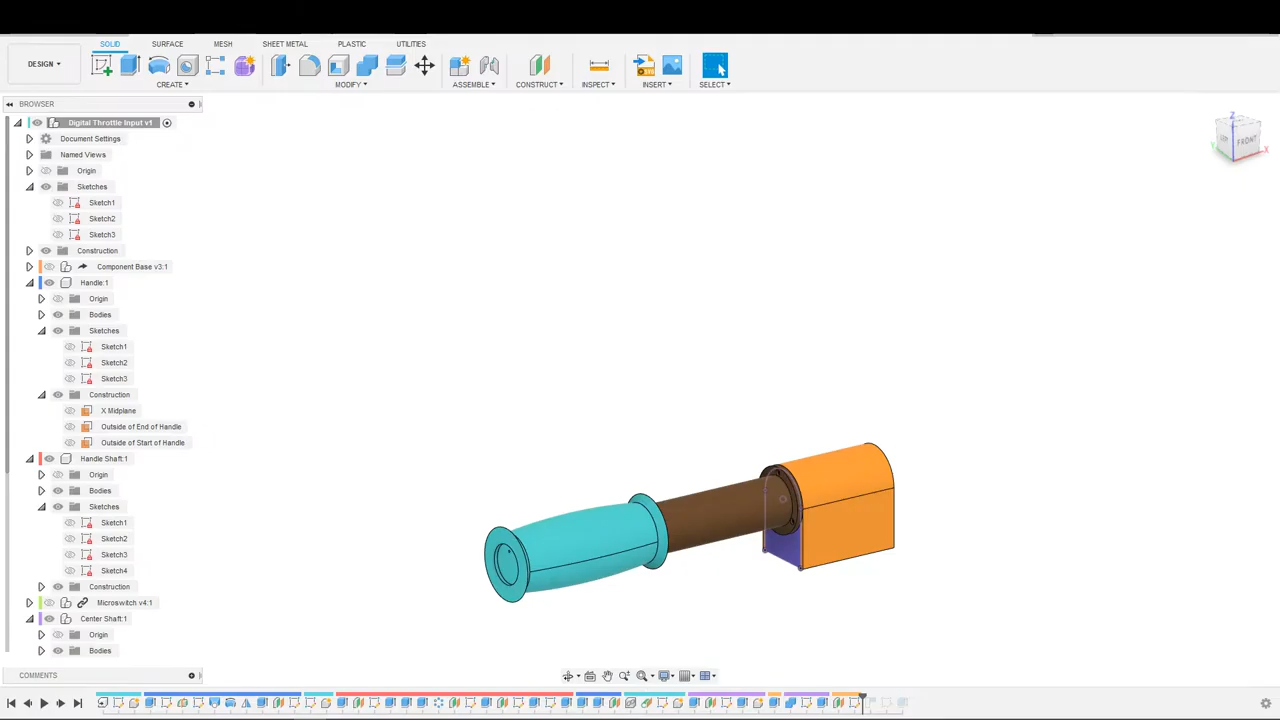 SOLID SURFACE MESH SHEET METAL PLASTIC UTILITIES
DESIGN
CREATE MODIFY ASSEMBLE CONSTRUCT INSPECT INSERT SELECT
BROWSER
Digital Throttle Input v1
Document Settings
Named Views
Origin
Sketches
Sketch1
Sketch2
Sketch3
Construction
Component Base v3:1
Handle:1
Origin
Bodies
Sketches
Sketch1
Sketch2
Sketch3
Construction
X Midplane
Outside of End of Handle
Outside of Start of Handle
Handle Shaft:1
Origin
Bodies
Sketches
Sketch1
Sketch2
Sketch3
Sketch4
Construction
Microswitch v4:1
Center Shaft:1
Origin
Bodies
COMMENTS
Z
FRONT
X
Y